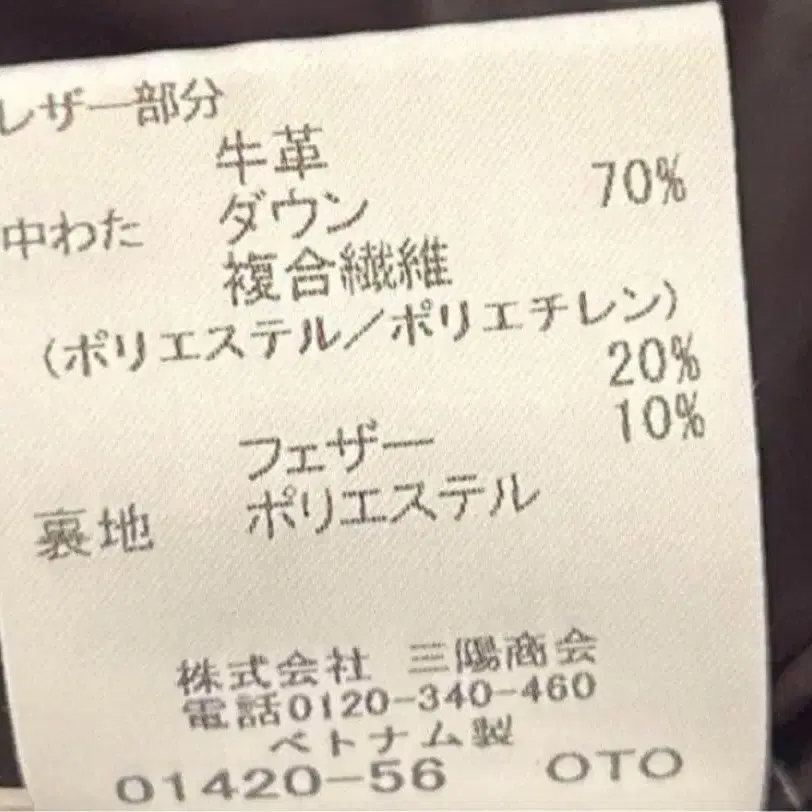 レザー部分
牛革
中わた ダウン 70%
複合繊維
(ポリエステル/ポリエチレン)
20%
フェザー 10%
裏地 ポリエステル
株式会社 三陽商会
電話0120-340-460
ベトナム製
01420-56 OTO